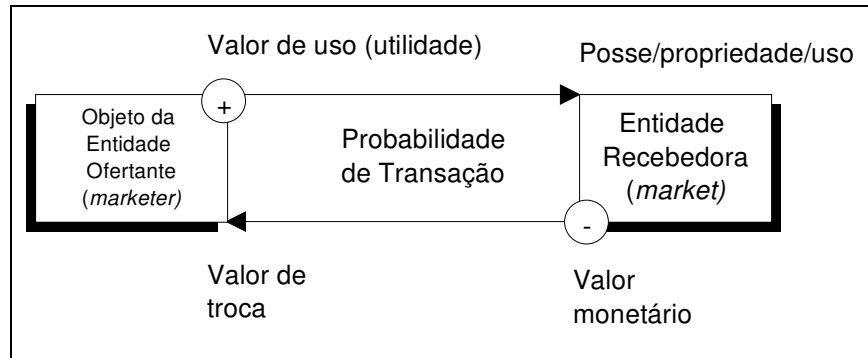 Valor de uso (utilidade)
Posse/propriedade/uso
+
Objeto da
Entidade
Ofertante
(marketer)
Probabilidade
de Transação
Entidade
Recebedora
(market)
-
Valor de
troca
Valor
monetário